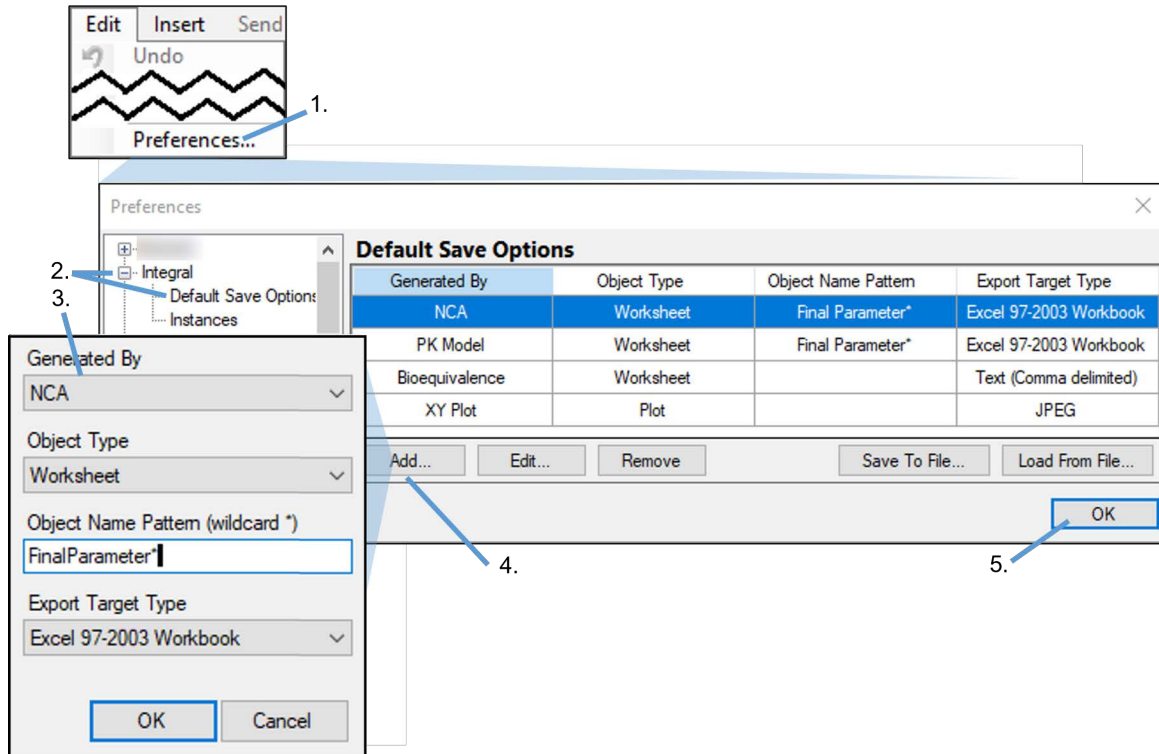 Edit Insert Send
Undo
1.
Preferences...
Preferences
2.
Integral
Default Save Options
Instances
Default Save Options
Generated By Object Type Object Name Pattern Export Target Type
NCA Worksheet Final Parameter* Excel 97-2003 Workbook
PK Model Worksheet Final Parameter* Excel 97-2003 Workbook
Bioequivalence Worksheet Text (Comma delimited)
XY Plot Plot JPEG
Add... Edit... Remove Save To File... Load From File...
OK
4.
5.
3.
Generated By
NCA
Object Type
Worksheet
Object Name Pattern (wildcard *)
FinalParameter*
Export Target Type
Excel 97-2003 Workbook
OK Cancel